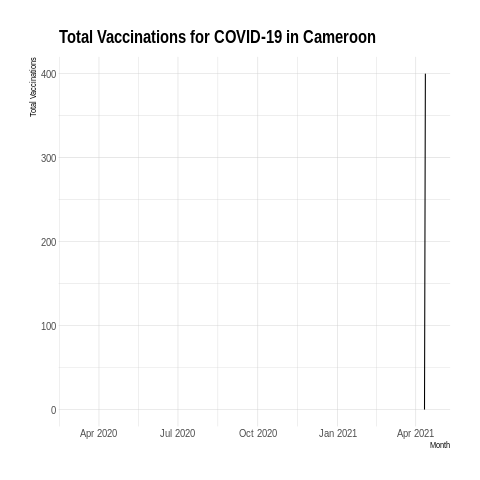 Total Vaccinations for COVID-19 in Cameroon
Total Vaccinations
400
300
200
100
0
Apr 2020 Jul 2020 Oct 2020 Jan 2021 Apr 2021
Month